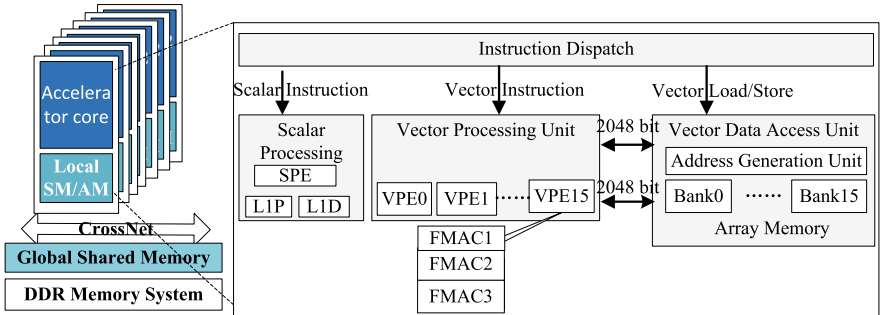 Accelera
tor core
Local
SM/AM
CrossNet
Global Shared Memory
DDR Memory System
Instruction Dispatch
Scalar Instruction
Vector Instruction
Vector Load/Store
Scalar
Processing
SPE
L1P
L1D
Vector Processing Unit
VPE0
VPE1
......
VPE15
FMAC1
FMAC2
FMAC3
2048 bit
2048 bit
Vector Data Access Unit
Address Generation Unit
Bank0
......
Bank15
Array Memory